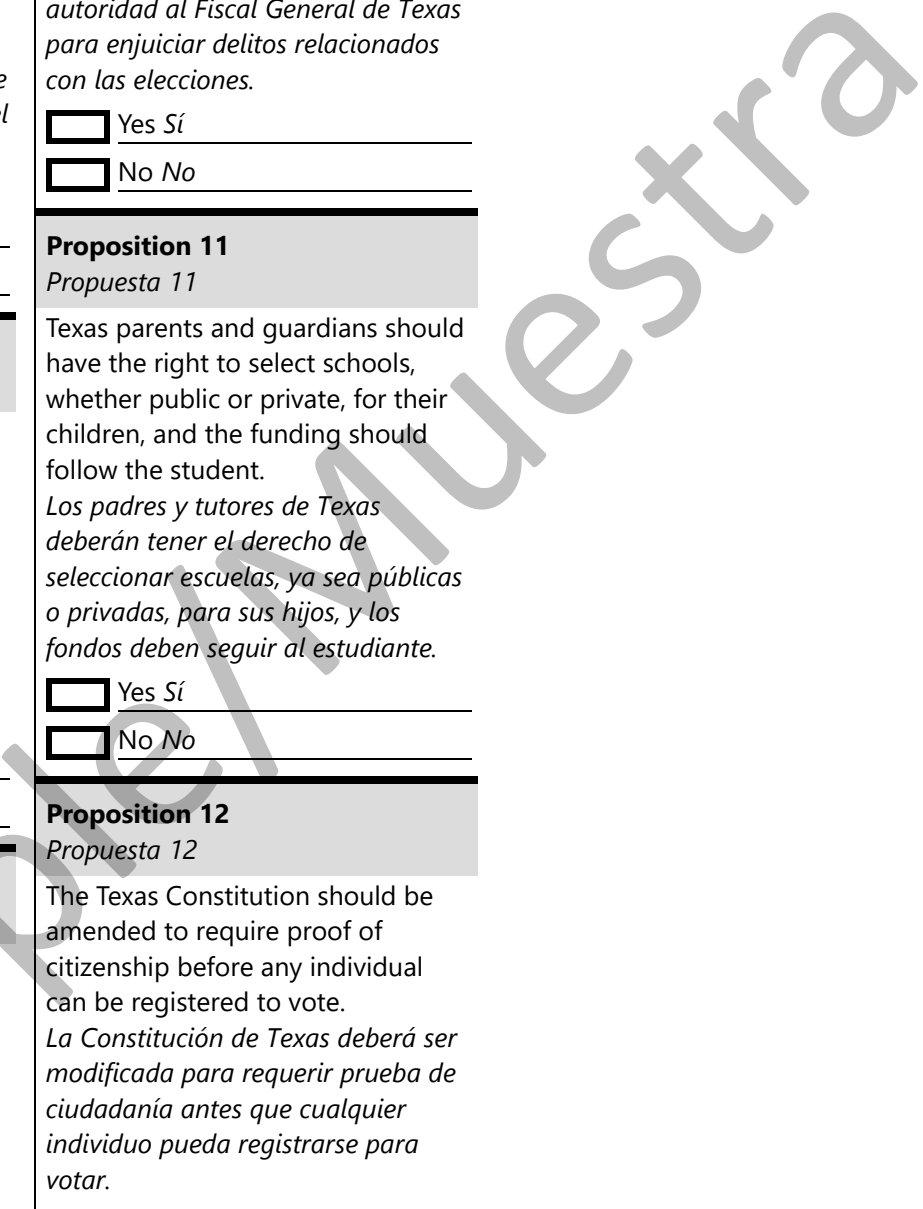 autoridad al Fiscal General de Texas
para enjuiciar delitos relacionados
con las elecciones.
Yes Sí
No No
Proposition 11
Propuesta 11
Texas parents and guardians should
have the right to select schools,
whether public or private, for their
children, and the funding should
follow the student.
Los padres y tutores de Texas
deberán tener el derecho de
seleccionar escuelas, ya sea públicas
o privadas, para sus hijos, y los
fondos deben seguir al estudiante.
Yes Sí
No No
Proposition 12
Propuesta 12
The Texas Constitution should be
amended to require proof of
citizenship before any individual
can be registered to vote.
La Constitución de Texas deberá ser
modificada para requerir prueba de
ciudadanía antes que cualquier
individuo pueda registrarse para
votar.
ple/Muestra